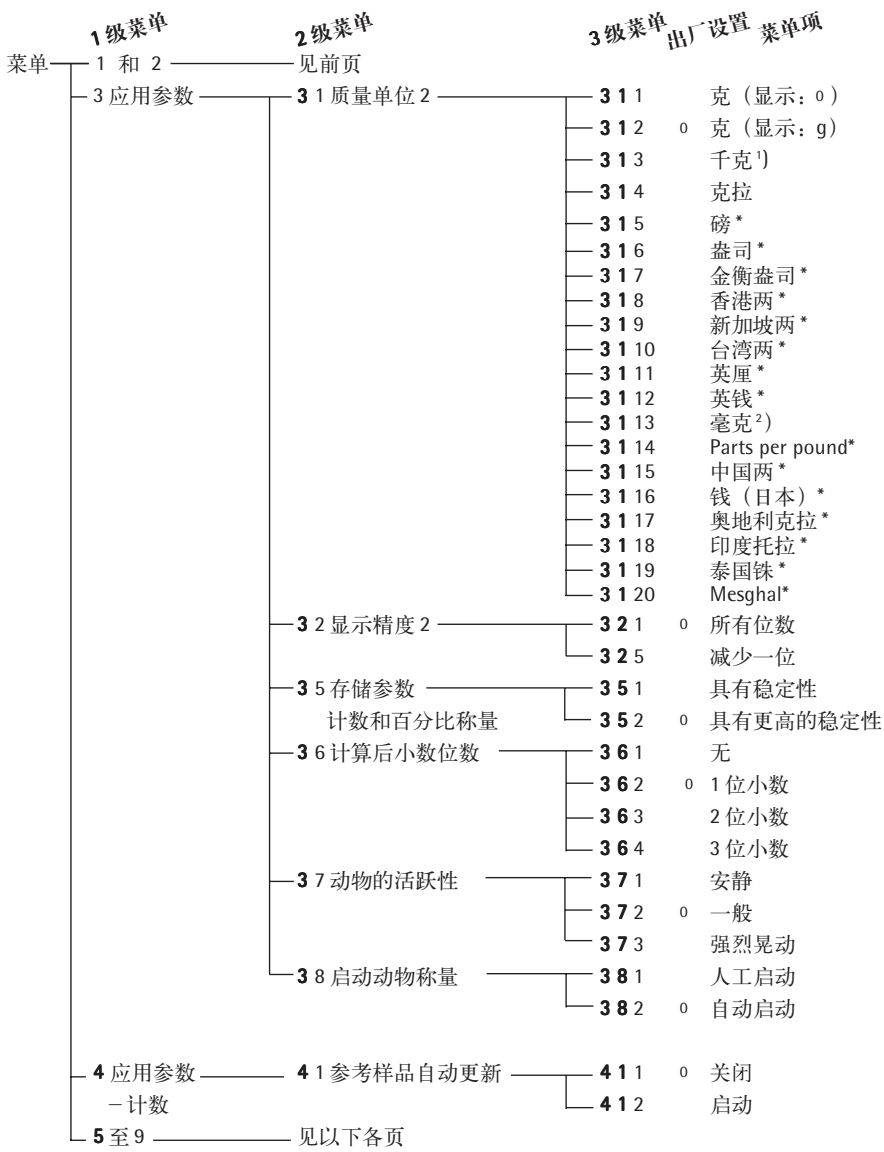 1级菜单 2级菜单 3级菜单 出厂设置 菜单项
菜单 1 和 2 见前页
3 应用参数 3 1 质量单位 2 3 1 1 克（显示：o）
3 1 2 o 克（显示：g）
3 1 3 千克 1)
3 1 4 克拉
3 1 5 磅*
3 1 6 盎司*
3 1 7 金衡盎司*
3 1 8 香港两*
3 1 9 新加坡两*
3 1 10 台湾两*
3 1 11 英厘*
3 1 12 英钱*
3 1 13 毫克 2)
3 1 14 Parts per pound*
3 1 15 中国两*
3 1 16 钱（日本）*
3 1 17 奥地利克拉*
3 1 18 印度托拉*
3 1 19 泰国铢*
3 1 20 Mesghal*
3 2 显示精度 2 3 2 1 o 所有位数
3 2 5 减少一位
3 5 存储参数 3 5 1 具有稳定性
计数和百分比称量 3 5 2 o 具有更高的稳定性
3 6 计算后小数位数 3 6 1 无
3 6 2 o 1 位小数
3 6 3 2 位小数
3 6 4 3 位小数
3 7 动物的活跃性 3 7 1 安静
3 7 2 o 一般
3 7 3 强烈晃动
3 8 启动动物称量 3 8 1 人工启动
3 8 2 o 自动启动
4 应用参数 4 1 参考样品自动更新 4 1 1 o 关闭
－计数 4 1 2 启动
5 至 9 见以下各页